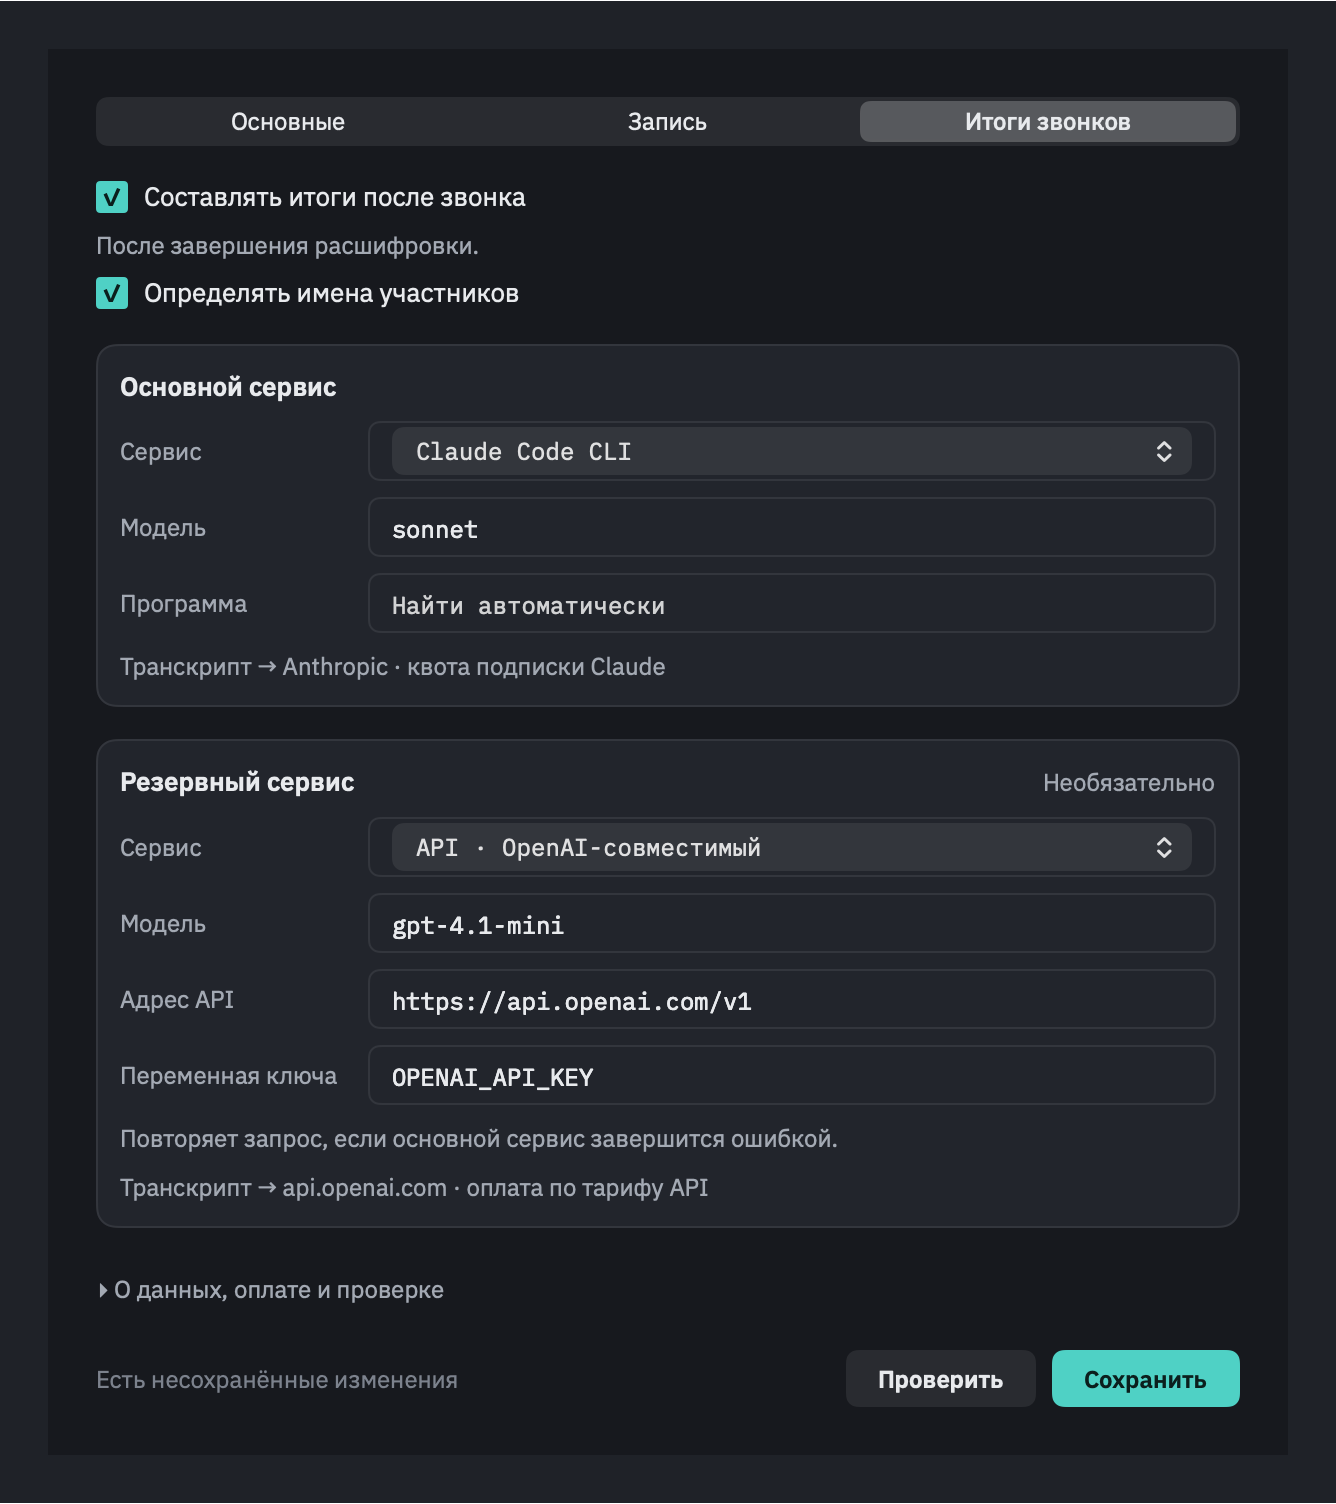 Основные
Запись
Итоги звонков
Составлять итоги после звонка
После завершения расшифровки.
Определять имена участников
Основной сервис
Сервис
Claude Code CLI
Модель
sonnet
Программа
Найти автоматически
Транскрипт → Anthropic · квота подписки Claude
Резервный сервис
Необязательно
Сервис
API · OpenAI-совместимый
Модель
gpt-4.1-mini
Адрес API
https://api.openai.com/v1
Переменная ключа
OPENAI_API_KEY
Повторяет запрос, если основной сервис завершится ошибкой.
Транскрипт → api.openai.com · оплата по тарифу API
О данных, оплате и проверке
Есть несохранённые изменения
Проверить
Сохранить